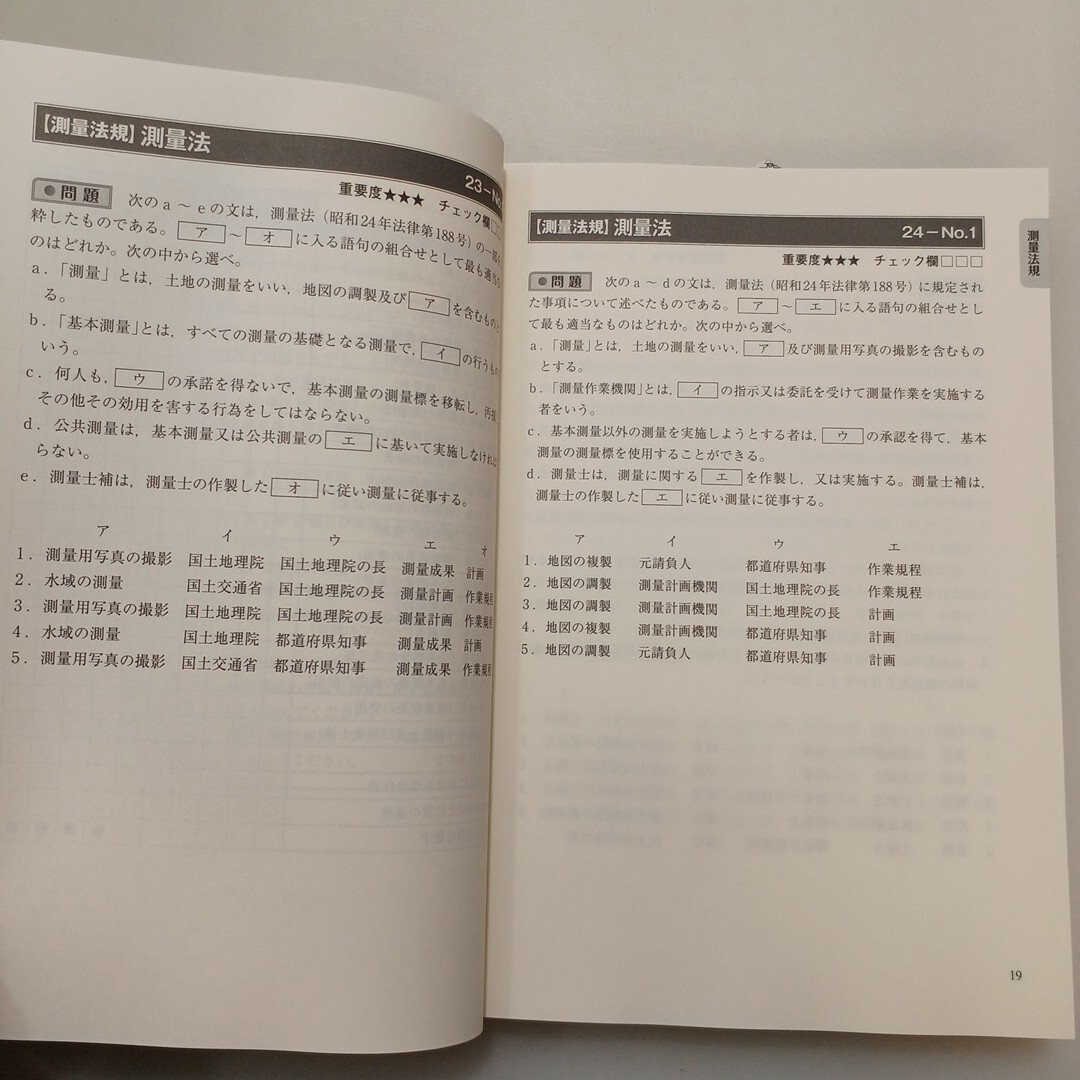 【測量法規】測量法
23−No.
重要度★★★ チェック欄□
●問題 次のa～eの文は，測量法（昭和24年法律第188号）の一部を
粋したものである。 ア ～ オ に入る語句の組合せとして最も適当な
のはどれか。次の中から選べ。
a．「測量」とは，土地の測量をいい，地図の調製及び ア を含むものと
る。
b．「基本測量」とは，すべての測量の基礎となる測量で， イ の行うもの
いう。
c．何人も， ウ の承諾を得ないで，基本測量の測量標を移転し，汚損
その他その効用を害する行為をしてはならない。
d．公共測量は，基本測量又は公共測量の エ に基いて実施しなければ
らない。
e．測量士補は，測量士の作製した オ に従い測量に従事する。
ア イ ウ エ オ
1．測量用写真の撮影 国土地理院 国土地理院の長 測量成果 計画
2．水域の測量 国土交通省 国土地理院の長 測量計画 作業規程
3．測量用写真の撮影 国土地理院 国土地理院の長 測量計画 作業規程
4．水域の測量 国土地理院 都道府県知事 測量成果 計画
5．測量用写真の撮影 国土交通省 都道府県知事 測量成果 作業規
【測量法規】測量法 24−No.1
重要度★★★ チェック欄□□□
●問題 次のa～dの文は，測量法（昭和24年法律第188号）に規定され
た事項について述べたものである。 ア ～ エ に入る語句の組合せとし
て最も適当なものはどれか。次の中から選べ。
a．「測量」とは，土地の測量をいい， ア 及び測量用写真の撮影を含むもの
とする。
b．「測量作業機関」とは， イ の指示又は委託を受けて測量作業を実施する
者をいう。
c．基本測量以外の測量を実施しようとする者は， ウ の承認を得て，基本
測量の測量標を使用することができる。
d．測量士は，測量に関する エ を作製し，又は実施する。測量士補は，
測量士の作製した エ に従い測量に従事する。
ア イ ウ エ
1．地図の複製 元請負人 都道府県知事 作業規程
2．地図の調製 測量計画機関 国土地理院の長 作業規程
3．地図の調製 測量計画機関 国土地理院の長 計画
4．地図の複製 測量計画機関 都道府県知事 計画
5．地図の調製 元請負人 都道府県知事 計画
測量法規
19